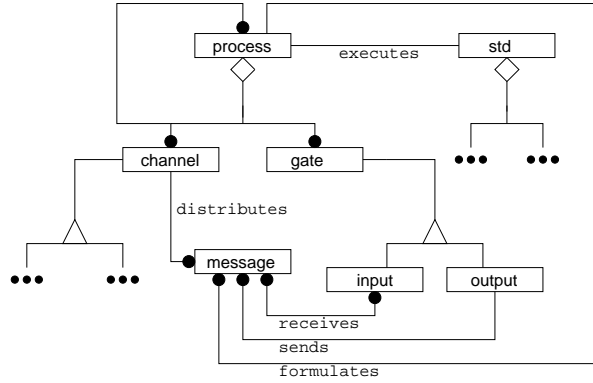 process
executes
std
channel
gate
distributes
message
input
output
receives
sends
formulates